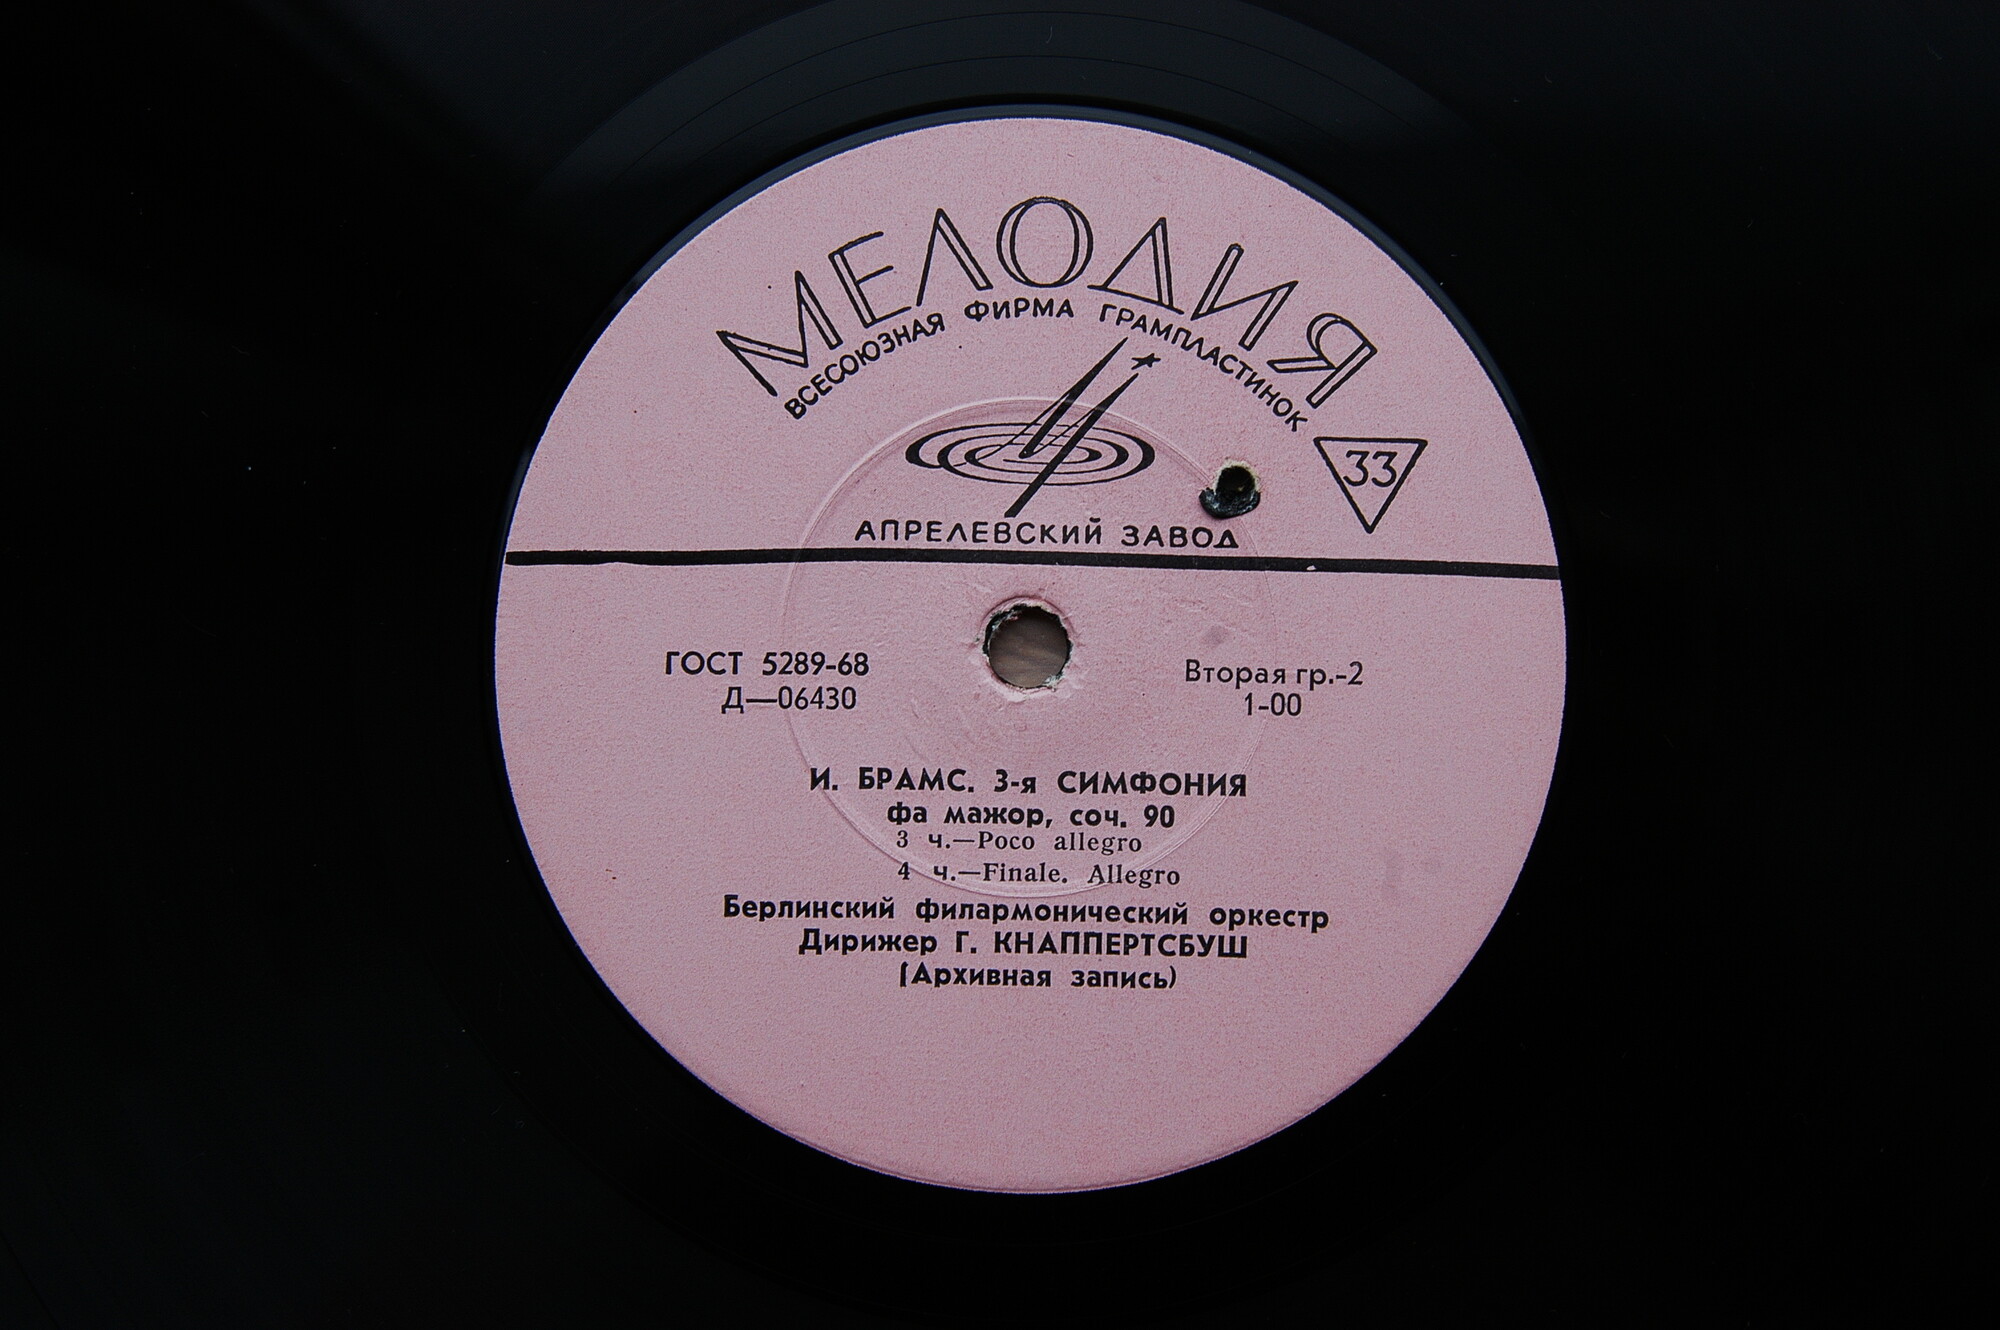 МЕЛОДИЯ
ВСЕСОЮЗНАЯ ФИРМА ГРАМПЛАСТИНОК
33
АПРЕЛЕВСКИЙ ЗАВОД
ГОСТ 5289-68
Д—06430
Вторая гр.-2
1-00
И. БРАМС. 3-я СИМФОНИЯ
фа мажор, соч. 90
3 ч.—Poco allegro
4 ч.—Finale. Allegro
Берлинский филармонический оркестр
Дирижер Г. КНАППЕРТСБУШ
(Архивная запись)